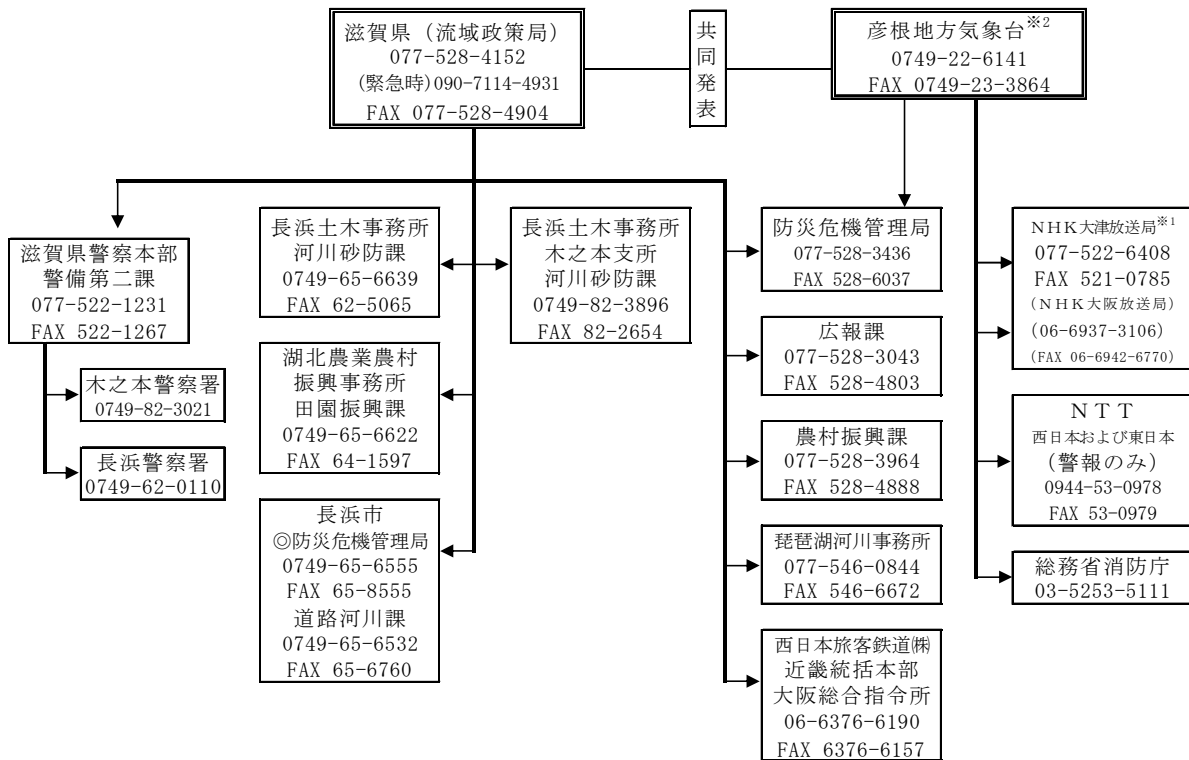 滋賀県（流域政策局）
077-528-4152
(緊急時)090-7114-4931
FAX 077-528-4904
共同発表
彦根地方気象台※2
0749-22-6141
FAX 0749-23-3864
滋賀県警察本部
警備第二課
077-522-1231
FAX 522-1267
木之本警察署
0749-82-3021
長浜警察署
0749-62-0110
長浜土木事務所
河川砂防課
0749-65-6639
FAX 62-5065
湖北農業農村
振興事務所
田園振興課
0749-65-6622
FAX 64-1597
長浜市
◎防災危機管理局
0749-65-6555
FAX 65-8555
道路河川課
0749-65-6532
FAX 65-6760
長浜土木事務所
木之本支所
河川砂防課
0749-82-3896
FAX 82-2654
防災危機管理局
077-528-3436
FAX 528-6037
広報課
077-528-3043
FAX 528-4803
農村振興課
077-528-3964
FAX 528-4888
琵琶湖河川事務所
077-546-0844
FAX 546-6672
西日本旅客鉄道㈱
近畿統括本部
大阪総合指令所
06-6376-6190
FAX 6376-6157
NHK大津放送局※1
077-522-6408
FAX 521-0785
(ＮＨＫ大阪放送局)
(06-6937-3106)
(FAX 06-6942-6770)
ＮＴＴ
西日本および東日本
(警報のみ)
0944-53-0978
FAX 53-0979
総務省消防庁
03-5253-5111